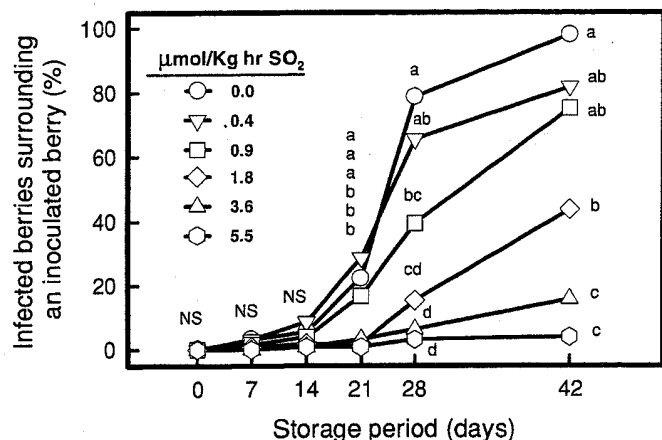 Infected berries surrounding
an inoculated berry (%)
100
80
60
40
20
0
μmol/Kg hr SO2
0.0
0.4
0.9
1.8
3.6
5.5
NS
NS
NS
a
a
a
b
b
b
a
ab
bc
cd
d
d
a
ab
ab
b
c
c
0
7
14
21
28
42
Storage period (days)